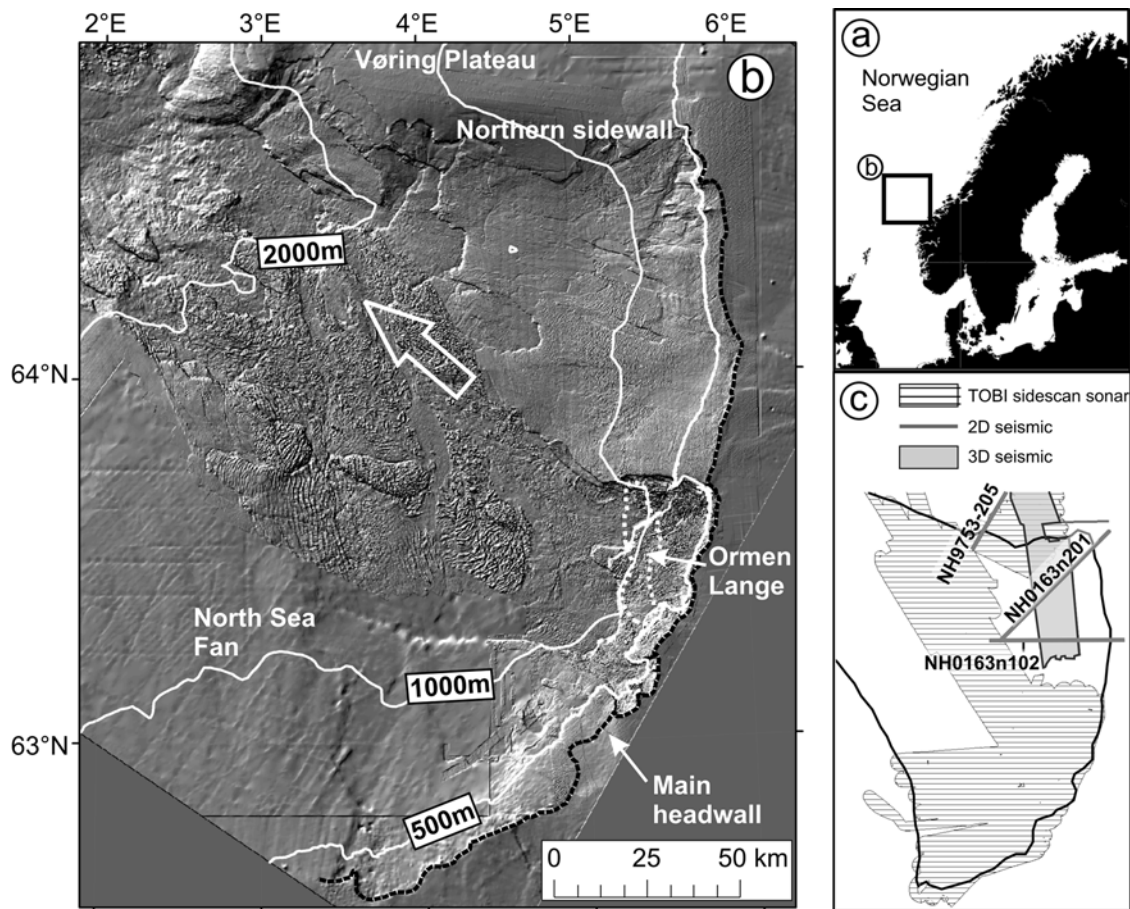 2°E 3°E 4°E 5°E 6°E
Vøring Plateau
b
Northern sidewall
2000m
64°N
Ormen
Lange
North Sea
Fan
1000m
63°N
Main
headwall
500m
0 25 50 km
a
Norwegian
Sea
b
c
TOBI sidescan sonar
2D seismic
3D seismic
NH9753-205
NH0163n201
NH0163n102